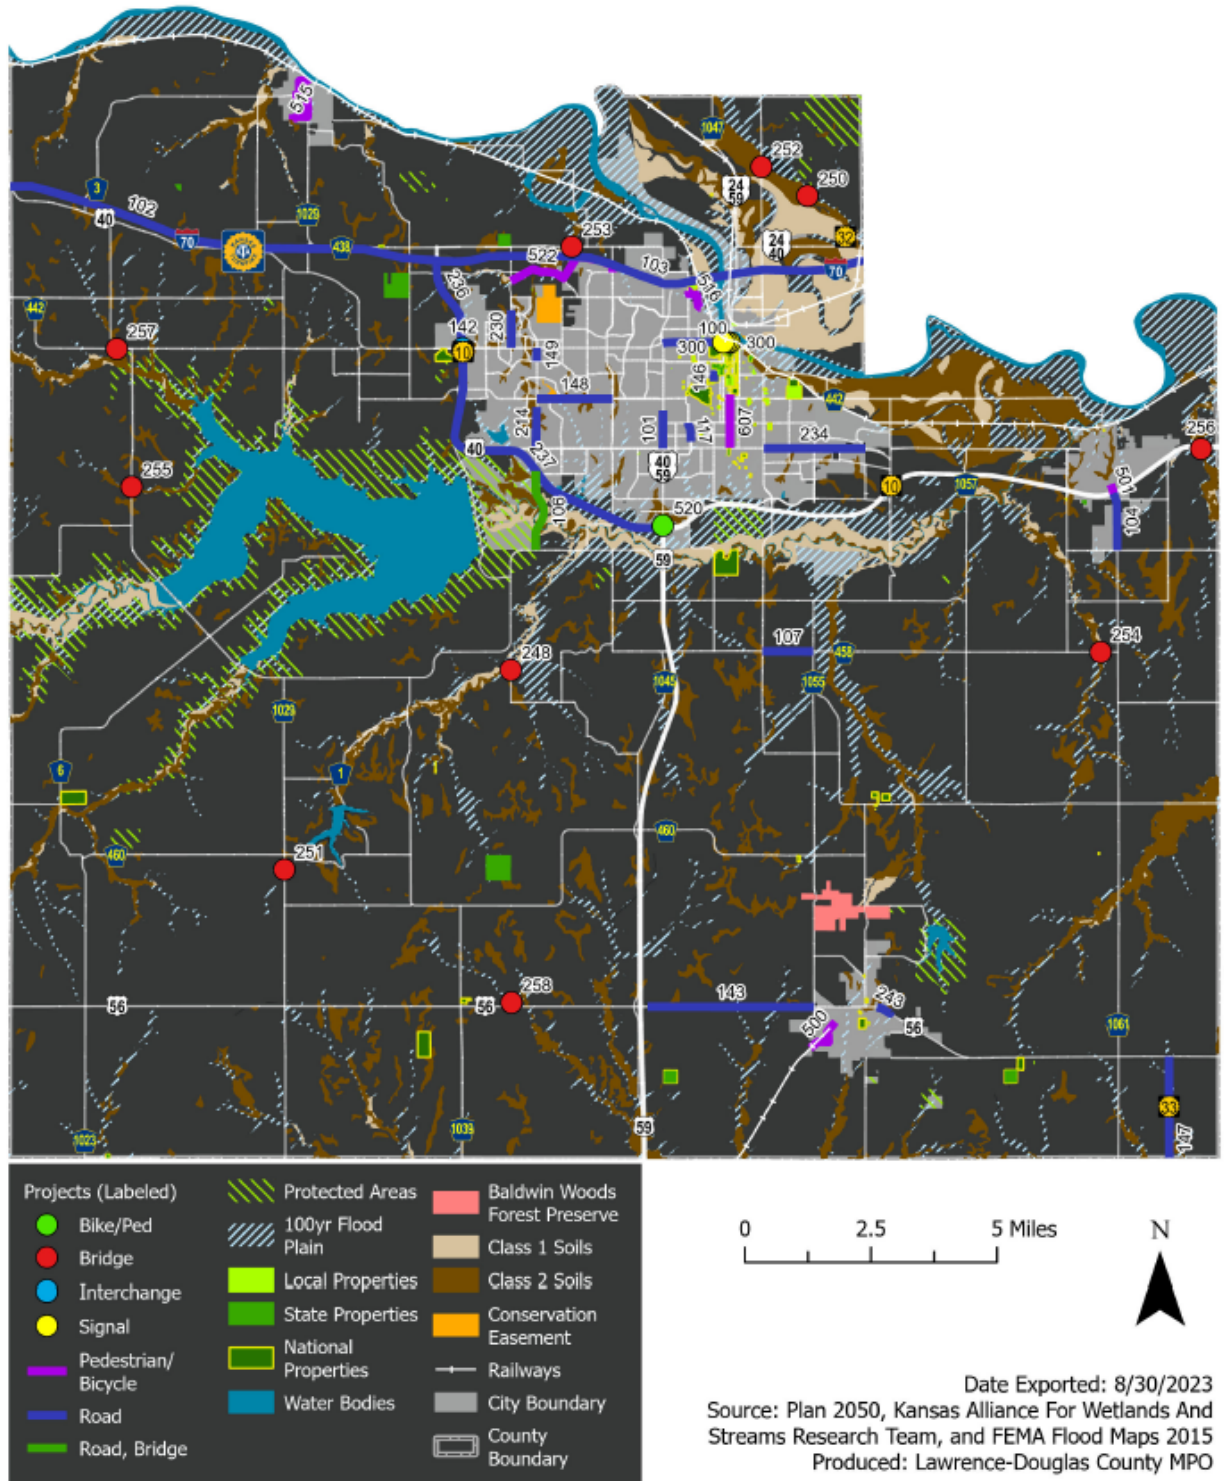 515
1047
252
250
24
59
3
102
40
1029
70
438
253
522
103
24
40
32
70
236
516
442
257
142
10
230
149
100
300
300
148
146
442
214
101
117
607
234
256
40
237
40
59
255
10
1057
501
104
106
520
59
107
458
254
248
1029
1045
1055
6
1
460
460
251
143
243
56
56
258
500
56
1061
33
147
1023
1039
59
Projects (Labeled)
Bike/Ped
Bridge
Interchange
Signal
Pedestrian/
Bicycle
Road
Road, Bridge
Protected Areas
100yr Flood
Plain
Local Properties
State Properties
National
Properties
Water Bodies
Baldwin Woods
Forest Preserve
Class 1 Soils
Class 2 Soils
Conservation
Easement
Railways
City Boundary
County
Boundary
0 2.5 5 Miles
N
Date Exported: 8/30/2023
Source: Plan 2050, Kansas Alliance For Wetlands And
Streams Research Team, and FEMA Flood Maps 2015
Produced: Lawrence-Douglas County MPO